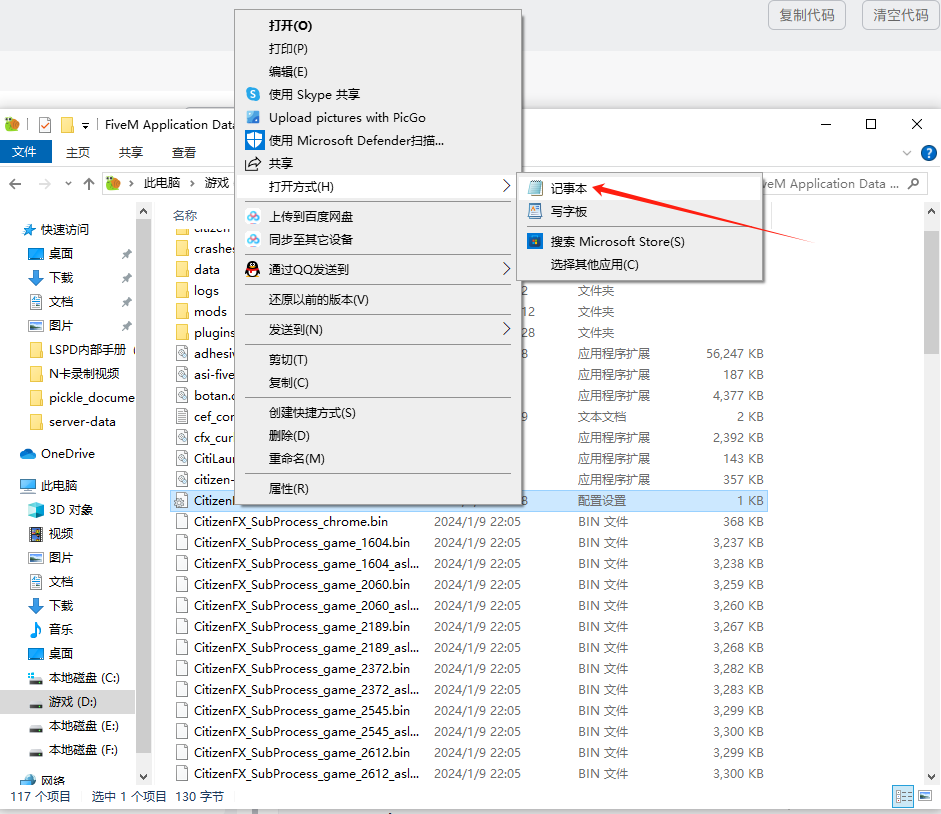 复制代码
清空代码
FiveM Application Data
文件
主页
共享
查看
此电脑
游戏
FiveM Application Data ...
打开(O)
打印(P)
编辑(E)
使用 Skype 共享
Upload pictures with PicGo
使用 Microsoft Defender扫描...
共享
打开方式(H)
上传到百度网盘
同步至其它设备
通过QQ发送到
还原以前的版本(V)
发送到(N)
剪切(T)
复制(C)
创建快捷方式(S)
删除(D)
重命名(M)
属性(R)
记事本
写字板
搜索 Microsoft Store(S)
选择其他应用(C)
快速访问
桌面
下载
文档
图片
LSPD内部手册
N卡录制视频
pickle_docume
server-data
OneDrive
此电脑
3D 对象
视频
图片
文档
下载
音乐
桌面
本地磁盘 (C:)
游戏 (D:)
本地磁盘 (E:)
本地磁盘 (F:)
网络
名称
citizen
crashes
data
logs 2 文件夹
mods 12 文件夹
plugins 28 文件夹
adhesiv 8 应用程序扩展 56,247 KB
asi-five 应用程序扩展 187 KB
botan.d 应用程序扩展 4,377 KB
cef_con 9 文本文档 2 KB
cfx_cur 应用程序扩展 2,392 KB
CitiLau 应用程序扩展 143 KB
citizen- 应用程序扩展 357 KB
Citizen 8 配置设置 1 KB
CitizenFX_SubProcess_chrome.bin 2024/1/9 22:05 BIN 文件 368 KB
CitizenFX_SubProcess_game_1604.bin 2024/1/9 22:05 BIN 文件 3,237 KB
CitizenFX_SubProcess_game_1604_asl... 2024/1/9 22:05 BIN 文件 3,238 KB
CitizenFX_SubProcess_game_2060.bin 2024/1/9 22:05 BIN 文件 3,259 KB
CitizenFX_SubProcess_game_2060_asl... 2024/1/9 22:05 BIN 文件 3,260 KB
CitizenFX_SubProcess_game_2189.bin 2024/1/9 22:05 BIN 文件 3,267 KB
CitizenFX_SubProcess_game_2189_asl... 2024/1/9 22:05 BIN 文件 3,268 KB
CitizenFX_SubProcess_game_2372.bin 2024/1/9 22:05 BIN 文件 3,282 KB
CitizenFX_SubProcess_game_2372_asl... 2024/1/9 22:05 BIN 文件 3,283 KB
CitizenFX_SubProcess_game_2545.bin 2024/1/9 22:05 BIN 文件 3,299 KB
CitizenFX_SubProcess_game_2545_asl... 2024/1/9 22:05 BIN 文件 3,300 KB
CitizenFX_SubProcess_game_2612.bin 2024/1/9 22:05 BIN 文件 3,299 KB
CitizenFX_SubProcess_game_2612_asl... 2024/1/9 22:05 BIN 文件 3,300 KB
117 个项目 选中 1 个项目 130 字节